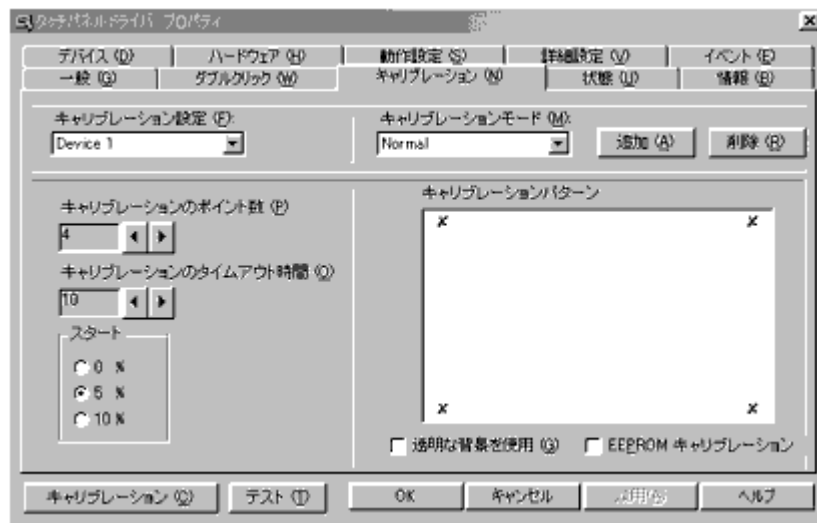 タッチパネルドライバ プロパティ
デバイス (D) ハードウェア (H) 動作設定 (S) 詳細設定 (V) イベント (E)
一般 (G) ダブルクリック (W) キャリブレーション (N) 状態 (U) 情報 (B)
キャリブレーション設定 (F): キャリブレーションモード (M):
Device 1 Normal 追加 (A) 削除 (R)
キャリブレーションのポイント数 (P) キャリブレーションパターン
4
キャリブレーションのタイムアウト時間 (O)
10
スタート
0 %
5 %
10 %
透明な背景を使用 (G) EEPROM キャリブレーション
キャリブレーション (C) テスト (T) OK キャンセル 適用(A) ヘルプ